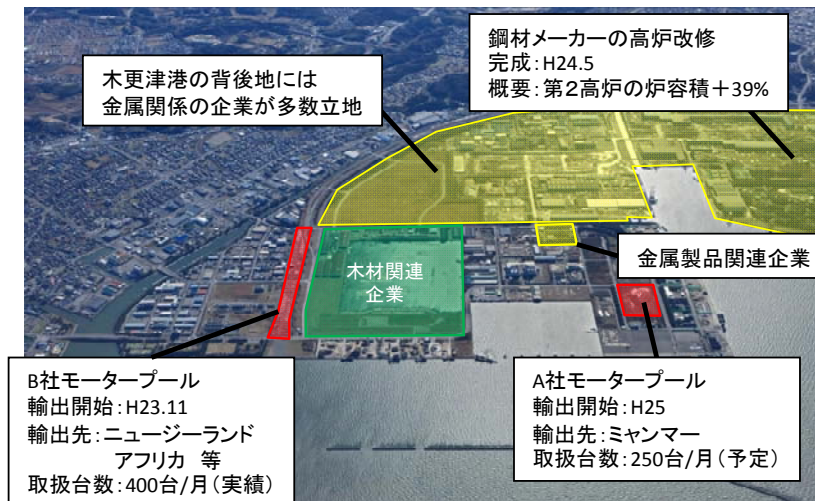 木更津港の背後地には
金属関係の企業が多数立地
鋼材メーカーの高炉改修
完成：H24.5
概要：第２高炉の炉容積＋39%
木材関連
企業
金属製品関連企業
B社モータープール
輸出開始：H23.11
輸出先：ニュージーランド
アフリカ　等
取扱台数：400台/月（実績）
A社モータープール
輸出開始：H25
輸出先：ミャンマー
取扱台数：250台/月（予定）